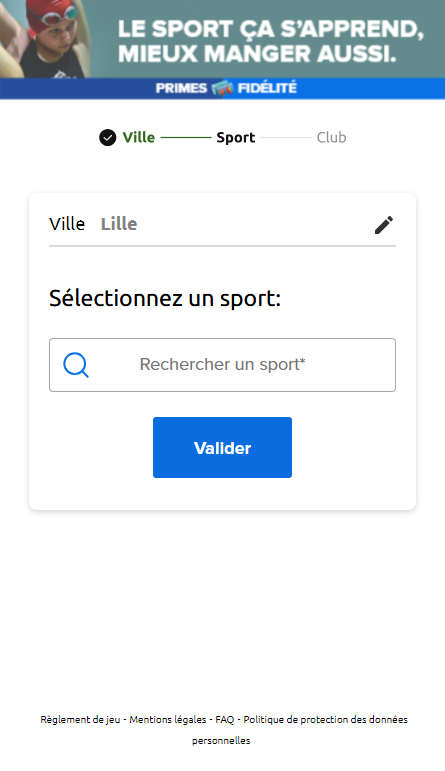 LE SPORT ÇA S'APPREND,
MIEUX MANGER AUSSI.
PRIMES FIDÉLITÉ
Ville Sport Club
Ville Lille
Sélectionnez un sport:
Rechercher un sport*
Valider
Règlement de jeu - Mentions légales - FAQ - Politique de protection des données
personnelles